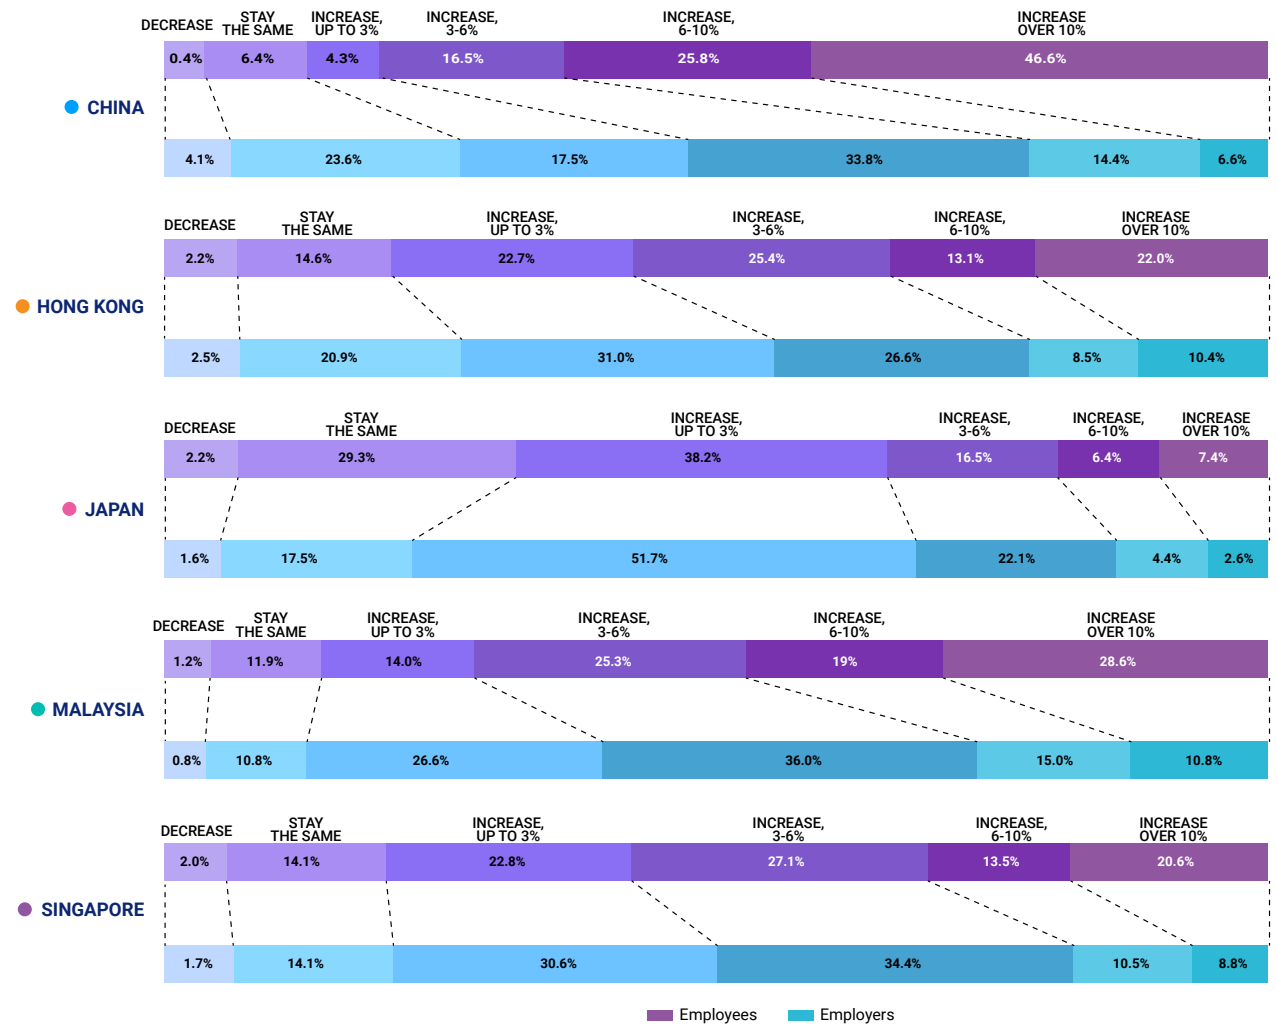 DECREASE
STAY
THE SAME
INCREASE,
UP TO 3%
INCREASE,
3-6%
INCREASE,
6-10%
INCREASE
OVER 10%
0.4% 6.4% 4.3% 16.5% 25.8% 46.6%
CHINA
4.1% 23.6% 17.5% 33.8% 14.4% 6.6%
DECREASE
STAY
THE SAME
INCREASE,
UP TO 3%
INCREASE,
3-6%
INCREASE,
6-10%
INCREASE
OVER 10%
2.2% 14.6% 22.7% 25.4% 13.1% 22.0%
HONG KONG
2.5% 20.9% 31.0% 26.6% 8.5% 10.4%
DECREASE
STAY
THE SAME
INCREASE,
UP TO 3%
INCREASE,
3-6%
INCREASE,
6-10%
INCREASE
OVER 10%
2.2% 29.3% 38.2% 16.5% 6.4% 7.4%
JAPAN
1.6% 17.5% 51.7% 22.1% 4.4% 2.6%
DECREASE
STAY
THE SAME
INCREASE,
UP TO 3%
INCREASE,
3-6%
INCREASE,
6-10%
INCREASE
OVER 10%
1.2% 11.9% 14.0% 25.3% 19% 28.6%
MALAYSIA
0.8% 10.8% 26.6% 36.0% 15.0% 10.8%
DECREASE
STAY
THE SAME
INCREASE,
UP TO 3%
INCREASE,
3-6%
INCREASE,
6-10%
INCREASE
OVER 10%
2.0% 14.1% 22.8% 27.1% 13.5% 20.6%
SINGAPORE
1.7% 14.1% 30.6% 34.4% 10.5% 8.8%
Employees Employers